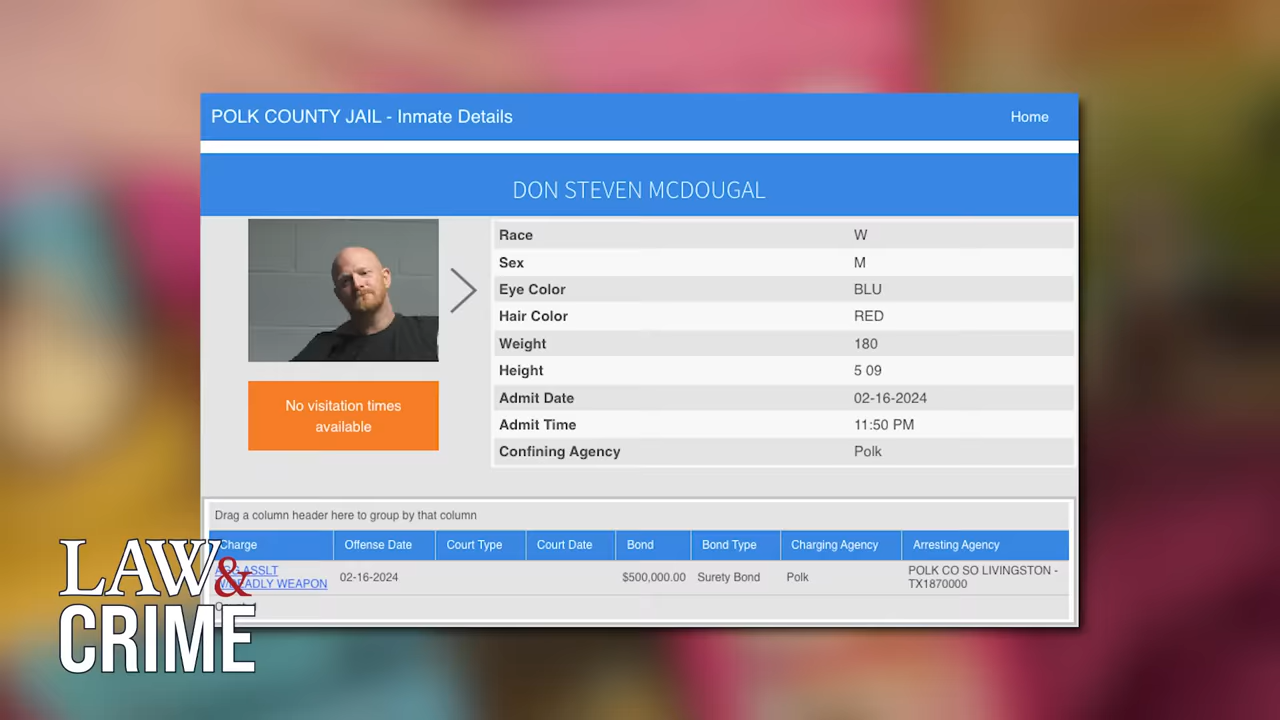 POLK COUNTY JAIL - Inmate Details
Home
DON STEVEN MCDOUGAL
No visitation times
available
Race W
Sex M
Eye Color BLU
Hair Color RED
Weight 180
Height 5 09
Admit Date 02-16-2024
Admit Time 11:50 PM
Confining Agency Polk
Drag a column header here to group by that column
Charge Offense Date Court Type Court Date Bond Bond Type Charging Agency Arresting Agency
ASSLT
DEADLY WEAPON 02-16-2024 $500,000.00 Surety Bond Polk POLK CO SO LIVINGSTON -
TX1870000
LAW&
CRIME